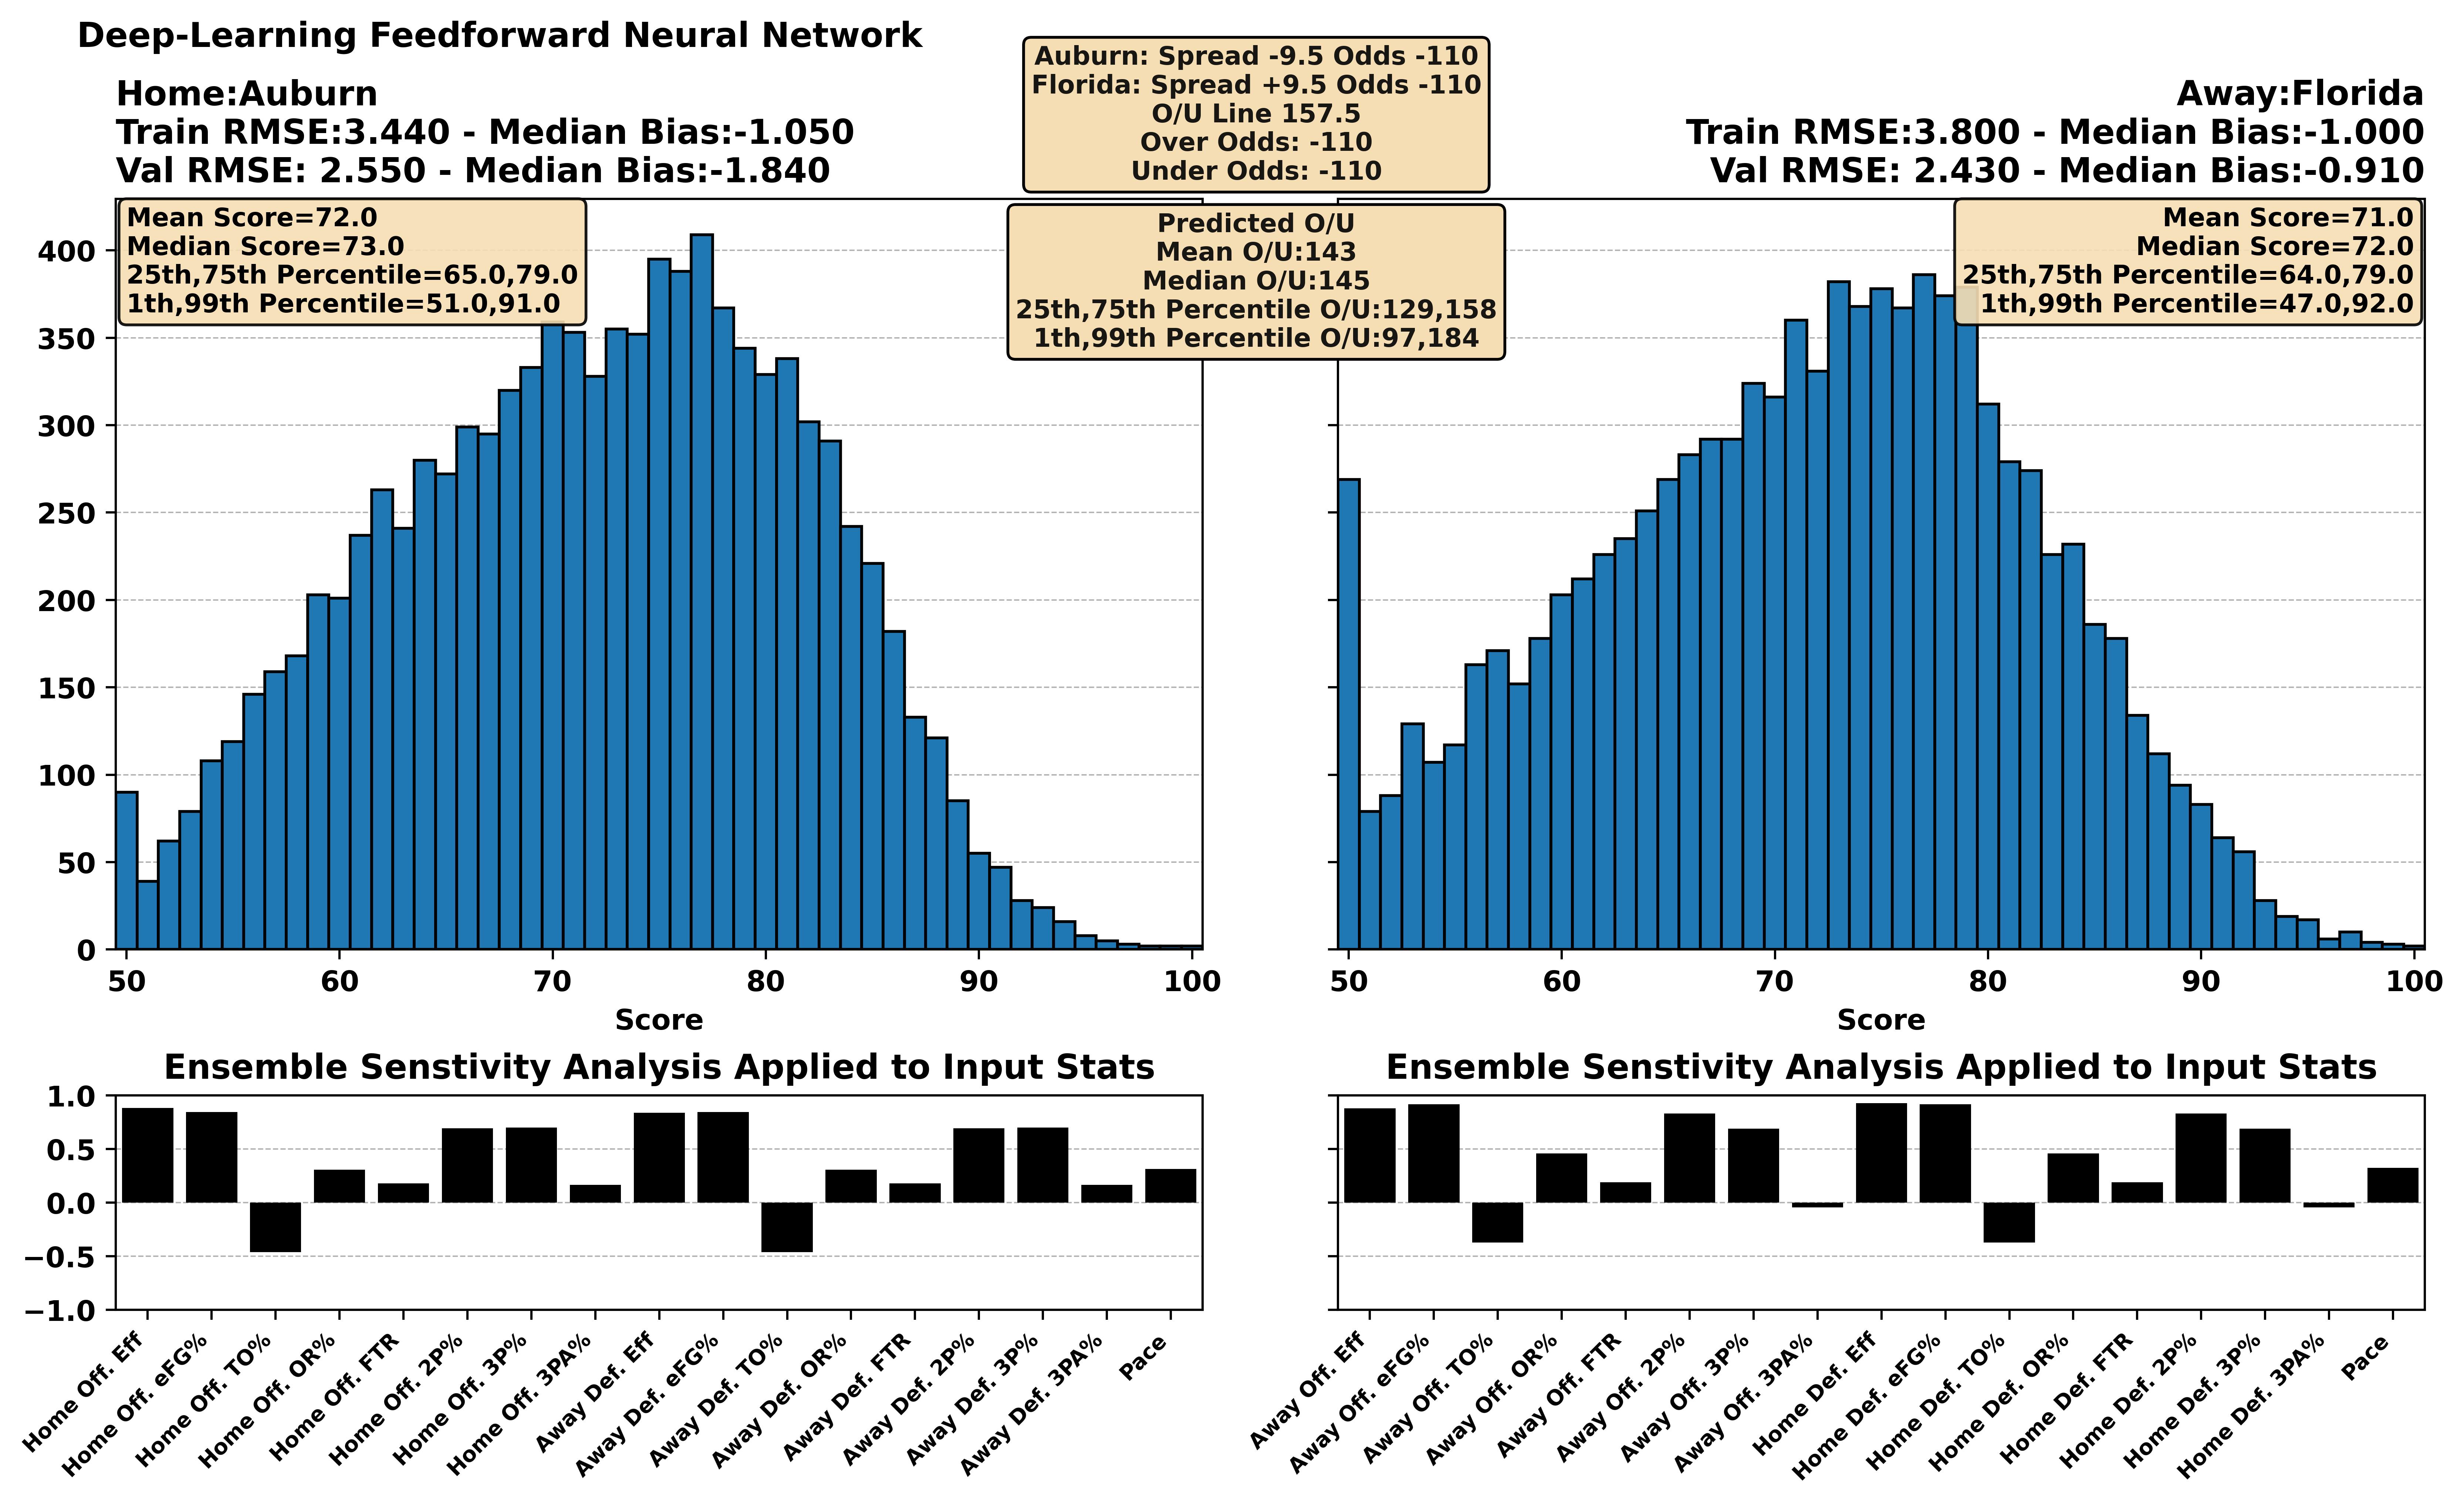 Deep-Learning Feedforward Neural Network
Home:Auburn
Train RMSE:3.440 - Median Bias:-1.050
Val RMSE: 2.550 - Median Bias:-1.840
Auburn: Spread -9.5 Odds -110
Florida: Spread +9.5 Odds -110
O/U Line 157.5
Over Odds: -110
Under Odds: -110
Away:Florida
Train RMSE:3.800 - Median Bias:-1.000
Val RMSE: 2.430 - Median Bias:-0.910
Mean Score=72.0
Median Score=73.0
25th,75th Percentile=65.0,79.0
1th,99th Percentile=51.0,91.0
Predicted O/U
Mean O/U:143
Median O/U:145
25th,75th Percentile O/U:129,158
1th,99th Percentile O/U:97,184
Mean Score=71.0
Median Score=72.0
25th,75th Percentile=64.0,79.0
1th,99th Percentile=47.0,92.0
400
350
300
250
200
150
100
50
0
50 60 70 80 90 100
Score
50 60 70 80 90 100
Score
Ensemble Senstivity Analysis Applied to Input Stats
1.0
0.5
0.0
−0.5
−1.0
Home Off. Eff
Home Off. eFG%
Home Off. TO%
Home Off. OR%
Home Off. FTR
Home Off. 2P%
Home Off. 3P%
Home Off. 3PA%
Away Def. Eff
Away Def. eFG%
Away Def. TO%
Away Def. OR%
Away Def. FTR
Away Def. 2P%
Away Def. 3P%
Away Def. 3PA%
Pace
Ensemble Senstivity Analysis Applied to Input Stats
Away Off. Eff
Away Off. eFG%
Away Off. TO%
Away Off. OR%
Away Off. FTR
Away Off. 2P%
Away Off. 3P%
Away Off. 3PA%
Home Def. Eff
Home Def. eFG%
Home Def. TO%
Home Def. OR%
Home Def. FTR
Home Def. 2P%
Home Def. 3P%
Home Def. 3PA%
Pace